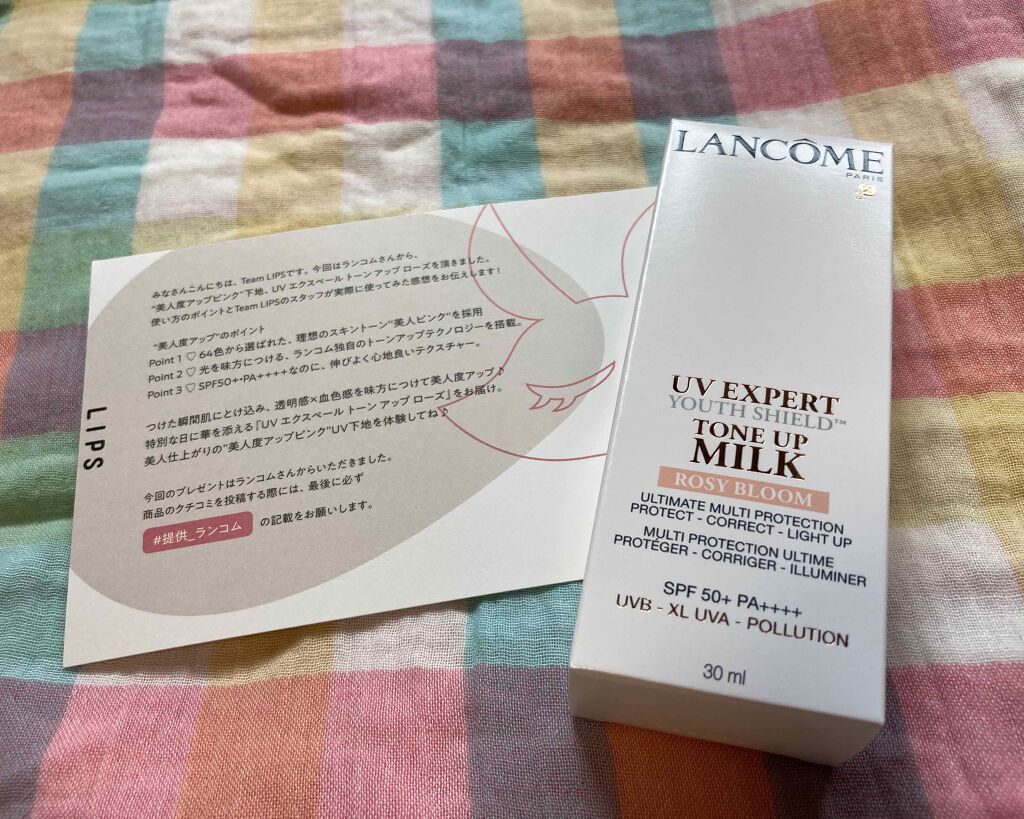 みなさんこんにちは、Team LIPSです。今回はランコムさんから、
"美人度アップピンク"下地、UV エクスペール トーン アップ ローズを頂きました。
使い方のポイントとTeam LIPSのスタッフが実際に使ってみた感想をお伝えします！
"美人度アップ"のポイント
Point 1 ♡ 64色から選ばれた、理想のスキントーン"美人ピンク"を採用
Point 2 ♡ 光を味方につける、ランコム独自のトーンアップテクノロジーを搭載。
Point 3 ♡ SPF50+・PA++++なのに、伸びよく心地良いテクスチャー。
つけた瞬間肌にとけ込み、透明感×血色感を味方につけて美人度アップ♪
特別な日に華を添える『UV エクスペール トーン アップ ローズ』をお届け。
美人仕上がりの"美人度アップピンク"UV下地を体験してね♪
今回のプレゼントはランコムさんからいただきました。
商品のクチコミを投稿する際には、最後に必ず
#提供_ランコム の記載をお願いします。
LIPS
LANCÔME
PARIS
UV EXPERT
YOUTH SHIELD™
TONE UP
MILK
ROSY BLOOM
ULTIMATE MULTI PROTECTION
PROTECT - CORRECT - LIGHT UP
MULTI PROTECTION ULTIME
PROTÉGER - CORRIGER - ILLUMINER
SPF 50+ PA++++
UVB - XL UVA - POLLUTION
30 ml